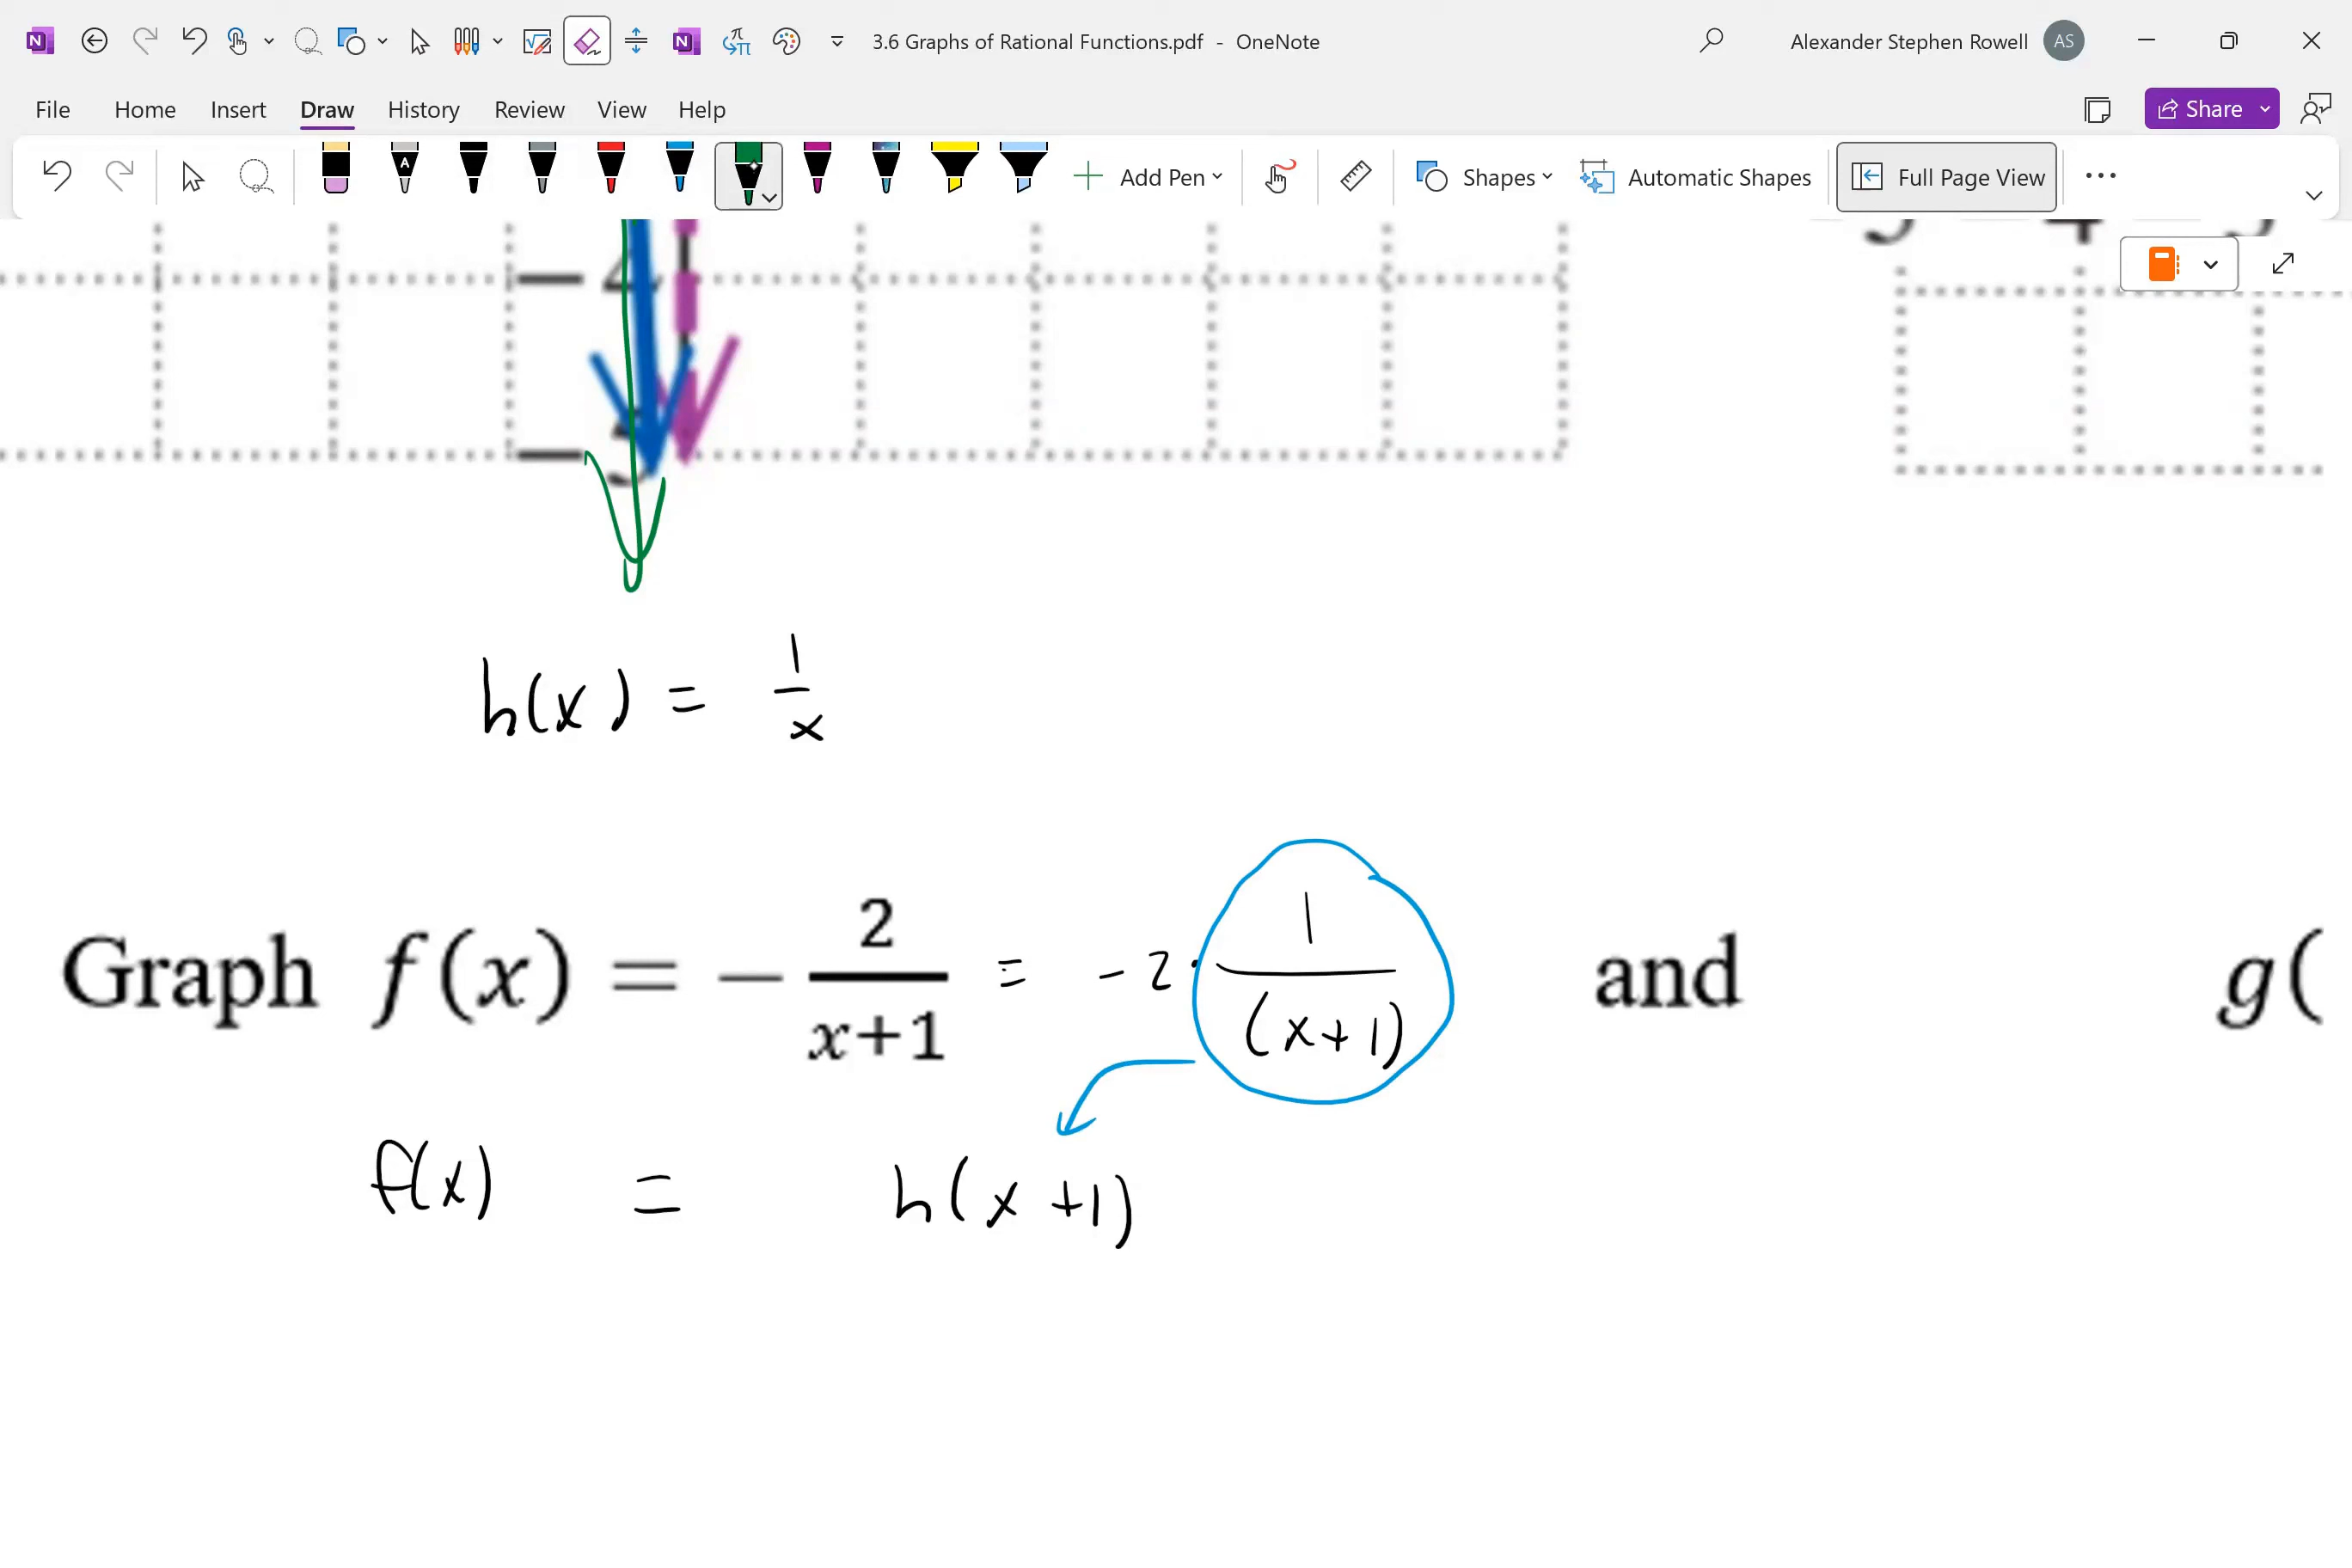 3.6 Graphs of Rational Functions.pdf - OneNote
Alexander Stephen Rowell
AS
File Home Insert Draw History Review View Help
Share
Add Pen
Shapes
Automatic Shapes
Full Page View
h(x) = 1/x
Graph f(x) = - 2/(x+1) = -2 · 1/(x+1) and g(
f(x) = h(x+1)